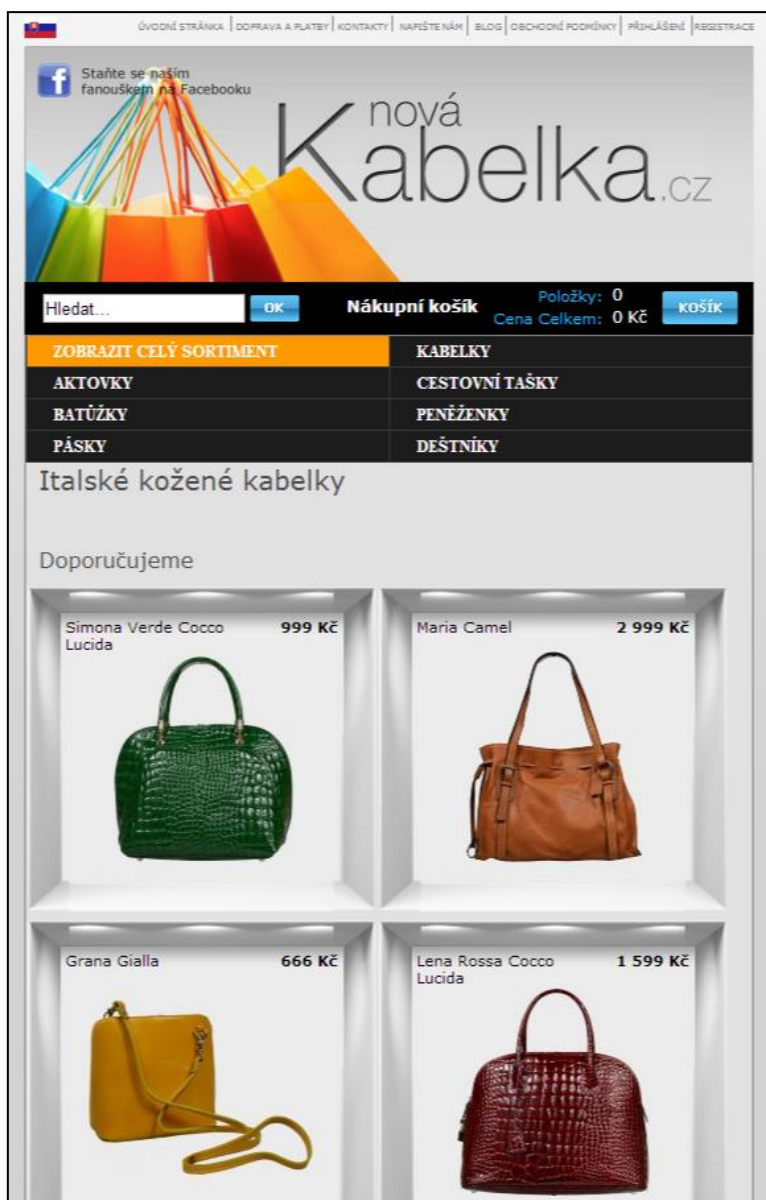 ÚVODNÍ STRÁNKA DOPRAVA A PLATBY KONTAKTY NAPIŠTE NÁM BLOG OBCHODNÍ PODMÍNKY PŘIHLÁŠENÍ REGISTRACE
f
Staňte se naším
fanouškem na Facebooku
nová
Kabelka.cz
Hledat...
OK
Nákupní košík
Položky: 0
Cena Celkem: 0 Kč
KOŠÍK
ZOBRAZIT CELÝ SORTIMENT
KABELKY
AKTOVKY
CESTOVNÍ TAŠKY
BATŮŽKY
PENĚŽENKY
PÁSKY
DEŠTNÍKY
Italské kožené kabelky
Doporučujeme
Simona Verde Cocco
Lucida
999 Kč
Maria Camel
2 999 Kč
Grana Gialla
666 Kč
Lena Rossa Cocco
Lucida
1 599 Kč